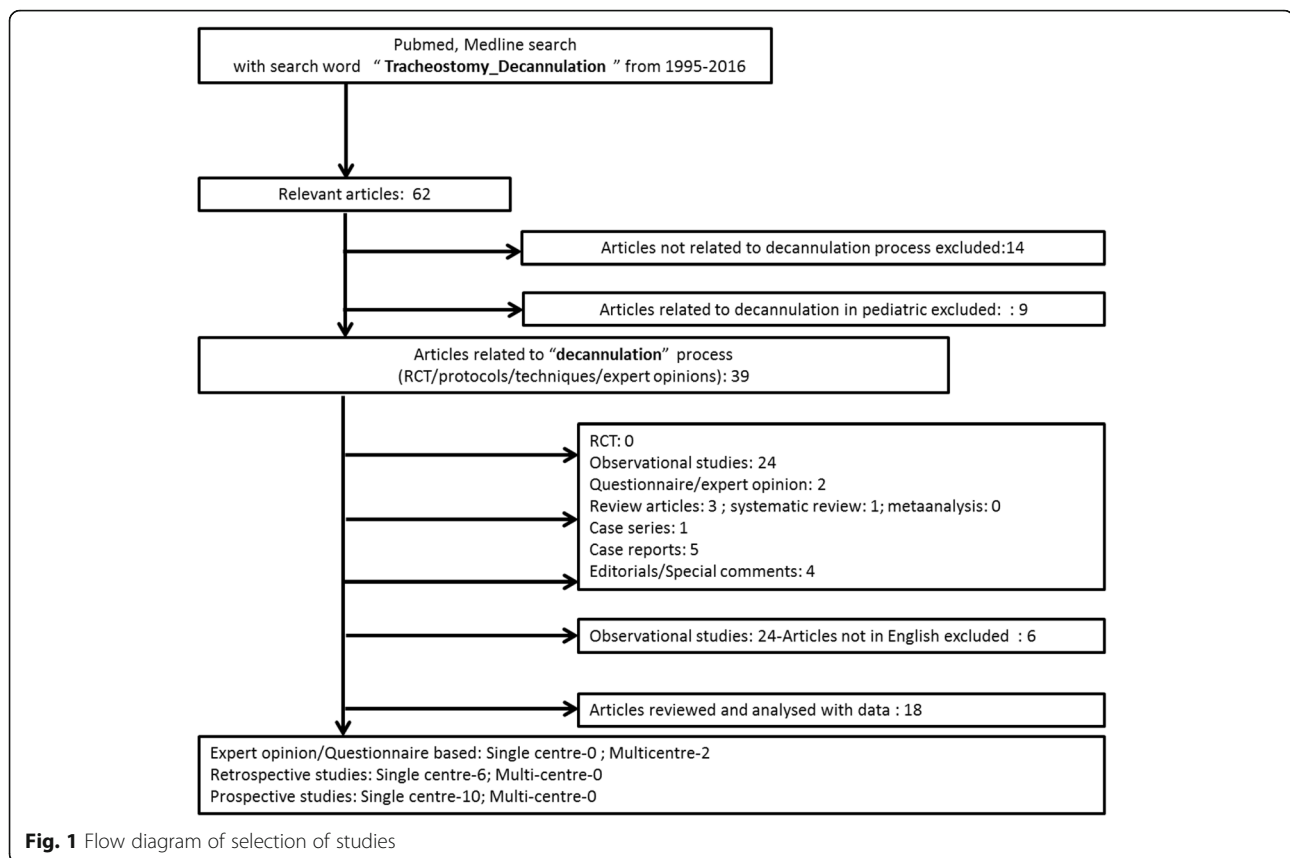 Pubmed, Medline search
with search word “ Tracheostomy_Decannulation ” from 1995-2016
Relevant articles: 62
Articles not related to decannulation process excluded:14
Articles related to decannulation in pediatric excluded: : 9
Articles related to “decannulation” process
(RCT/protocols/techniques/expert opinions): 39
RCT: 0
Observational studies: 24
Questionnaire/expert opinion: 2
Review articles: 3 ; systematic review: 1; metaanalysis: 0
Case series: 1
Case reports: 5
Editorials/Special comments: 4
Observational studies: 24-Articles not in English excluded : 6
Articles reviewed and analysed with data : 18
Expert opinion/Questionnaire based: Single centre-0 ; Multicentre-2
Retrospective studies: Single centre-6; Multi-centre-0
Prospective studies: Single centre-10; Multi-centre-0
Fig. 1 Flow diagram of selection of studies